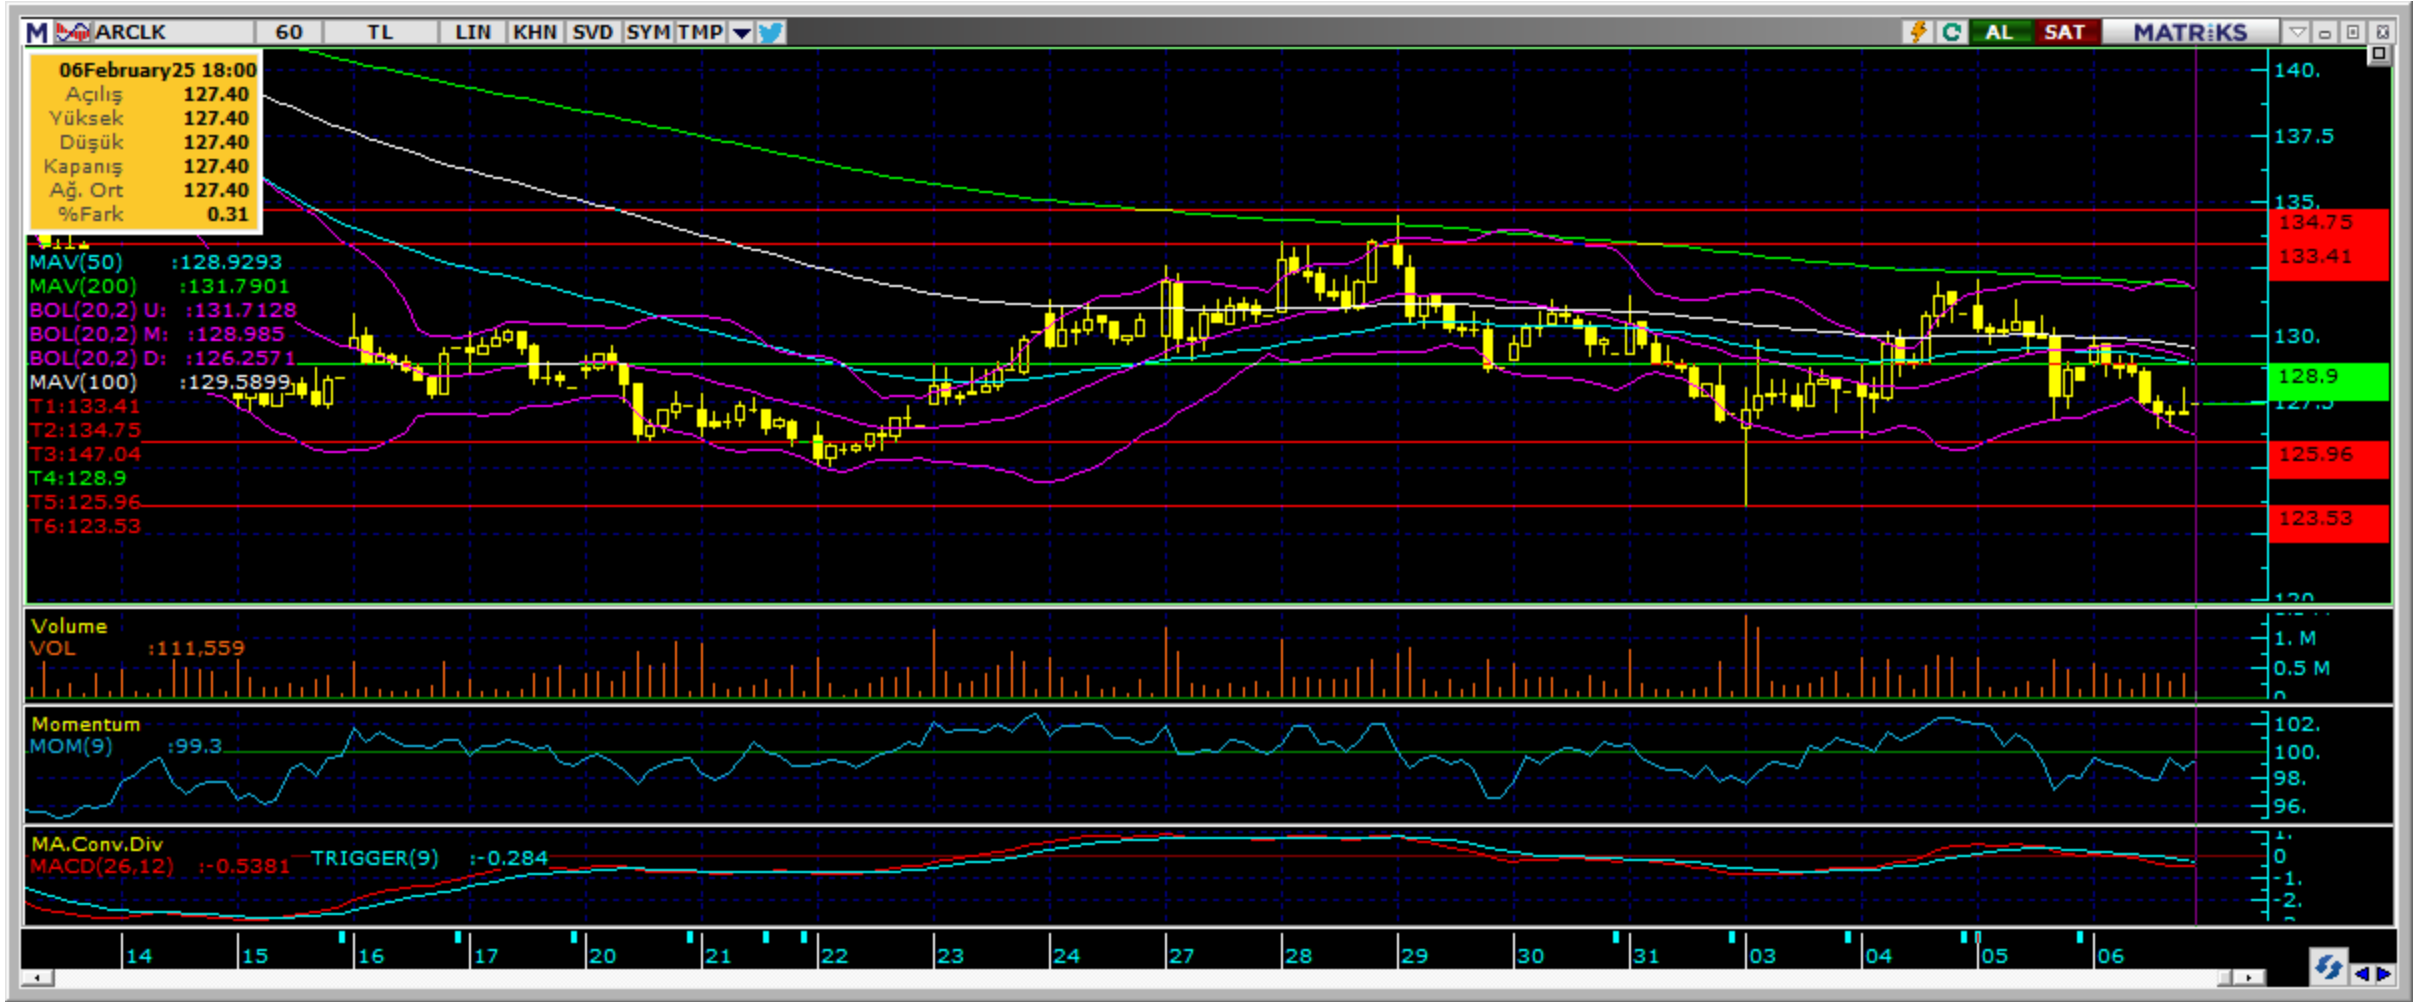 M ARCLK 60 TL LIN KHN SVD SYM TMP AL SAT MATRiKS
06February25 18:00
Açılış 127.40
Yüksek 127.40
Düşük 127.40
Kapanış 127.40
Ağ. Ort 127.40
%Fark 0.31
MAV(50) :128.9293
MAV(200) :131.7901
BOL(20,2) U: :131.7128
BOL(20,2) M: :128.985
BOL(20,2) D: :126.2571
MAV(100) :129.5899
T1:133.41
T2:134.75
T3:147.04
T4:128.9
T5:125.96
T6:123.53
140.
137.5
135.
134.75
133.41
130.
128.9
127.5
125.96
123.53
120
Volume
VOL :111,559
1. M
0.5 M
0
Momentum
MOM(9) :99.3
102.
100.
98.
96.
MA.Conv.Div
MACD(26,12) :-0.5381 TRIGGER(9) :-0.284
1.
0
-1.
-2.
14 15 16 17 20 21 22 23 24 27 28 29 30 31 03 04 05 06